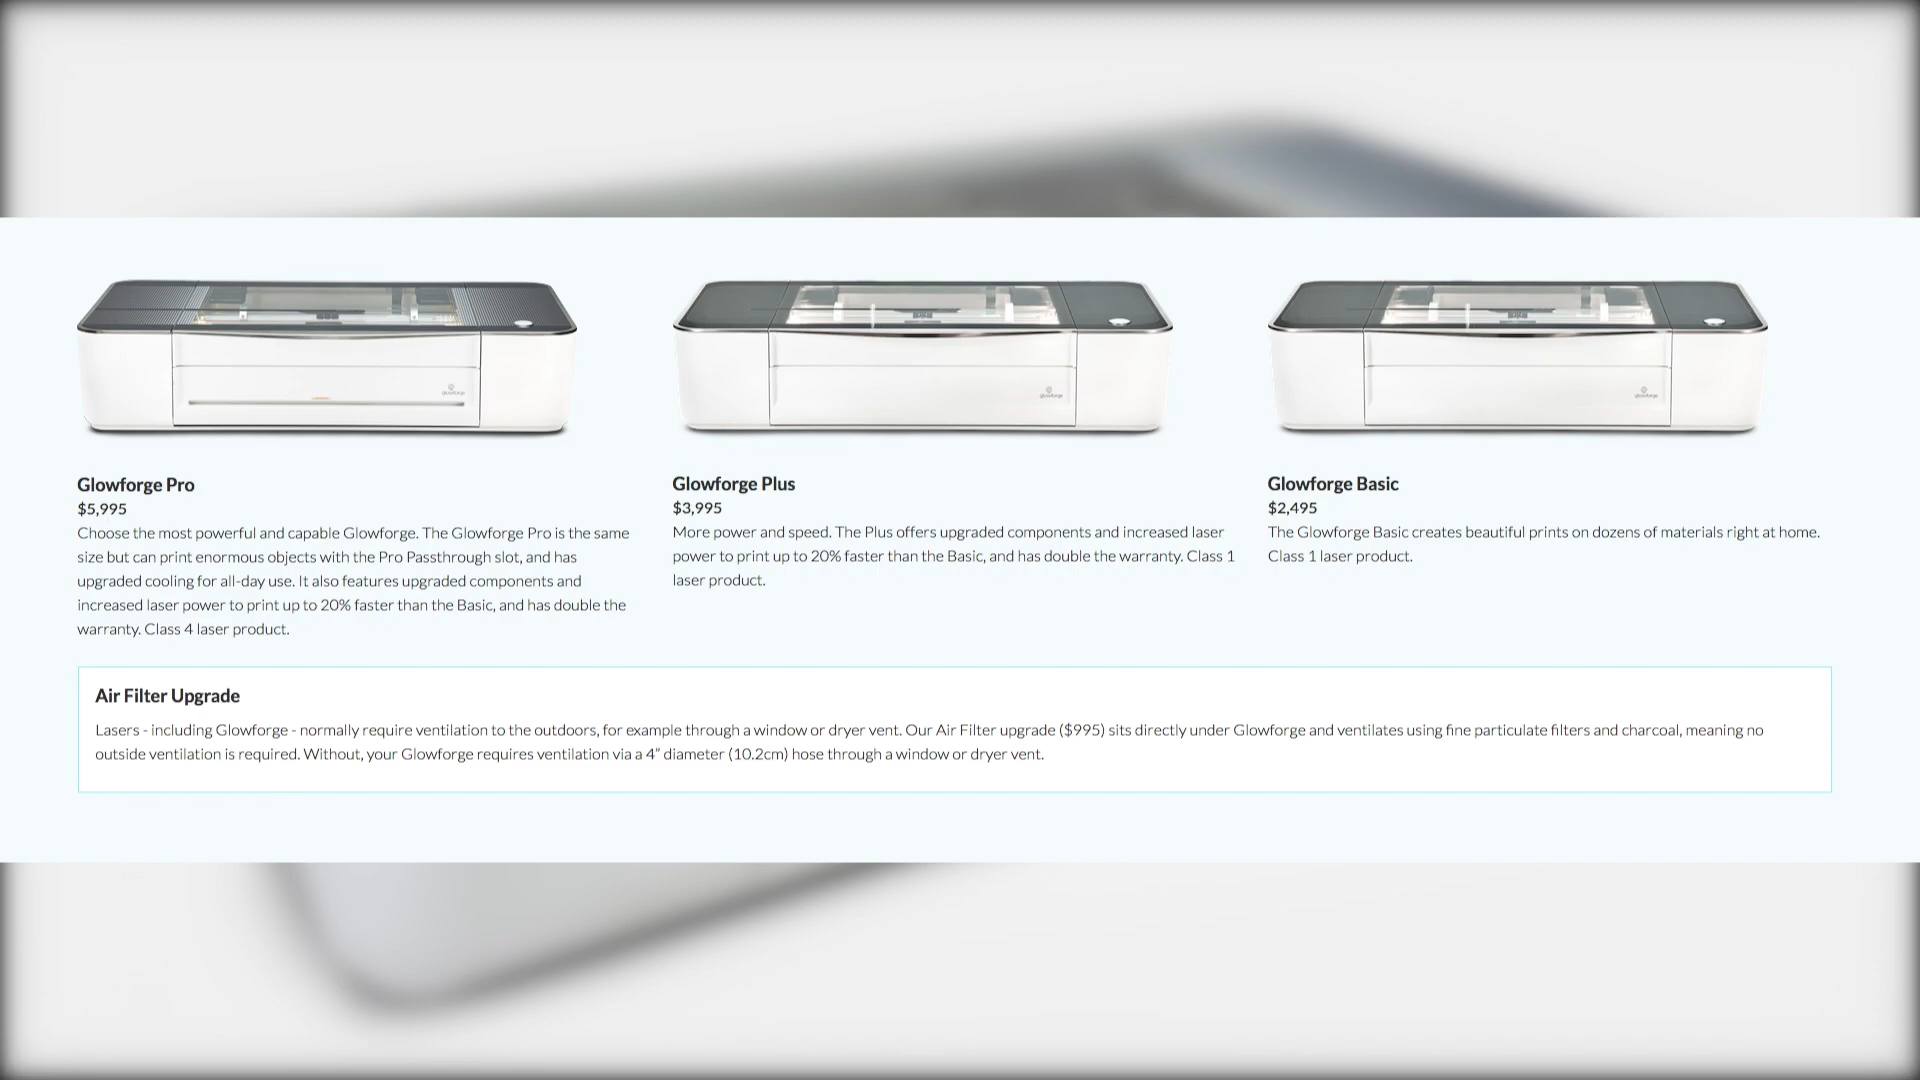 glowforge
glowforge
glowforge
Glowforge Pro
$5,995
Choose the most powerful and capable Glowforge. The Glowforge Pro is the same
size but can print enormous objects with the Pro Passthrough slot, and has
upgraded cooling for all-day use. It also features upgraded components and
increased laser power to print up to 20% faster than the Basic, and has double the
warranty. Class 4 laser product.
Glowforge Plus
$3,995
More power and speed. The Plus offers upgraded components and increased laser
power to print up to 20% faster than the Basic, and has double the warranty. Class 1
laser product.
Glowforge Basic
$2,495
The Glowforge Basic creates beautiful prints on dozens of materials right at home.
Class 1 laser product.
Air Filter Upgrade
Lasers - including Glowforge - normally require ventilation to the outdoors, for example through a window or dryer vent. Our Air Filter upgrade ($995) sits directly under Glowforge and ventilates using fine particulate filters and charcoal, meaning no
outside ventilation is required. Without, your Glowforge requires ventilation via a 4” diameter (10.2cm) hose through a window or dryer vent.